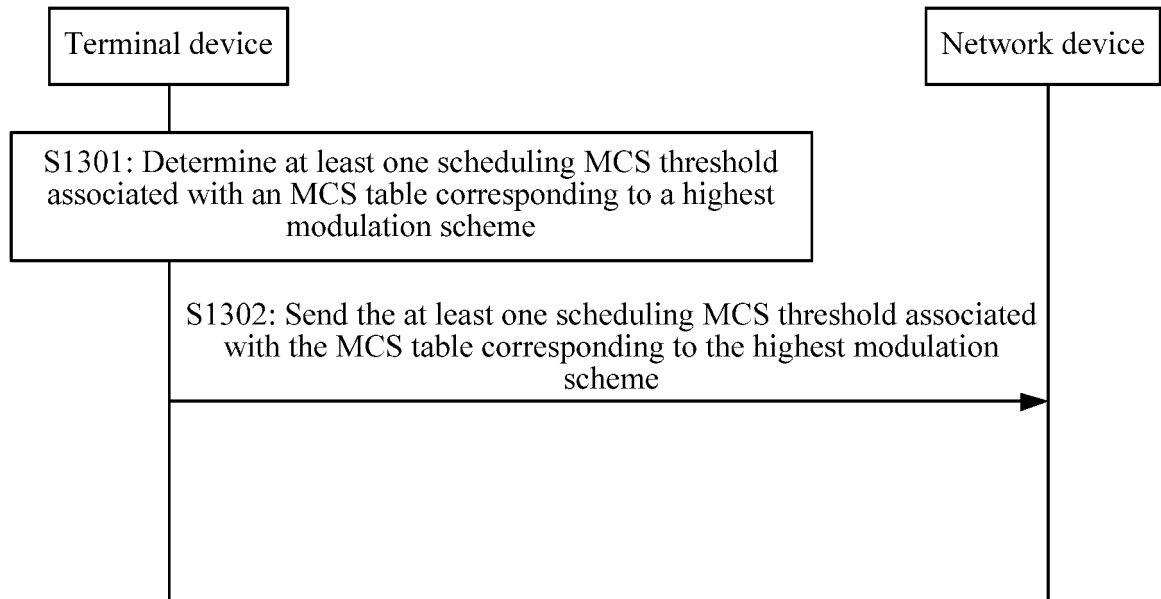 Terminal device
Network device
S1301: Determine at least one scheduling MCS threshold
associated with an MCS table corresponding to a highest
modulation scheme
S1302: Send the at least one scheduling MCS threshold associated
with the MCS table corresponding to the highest modulation
scheme